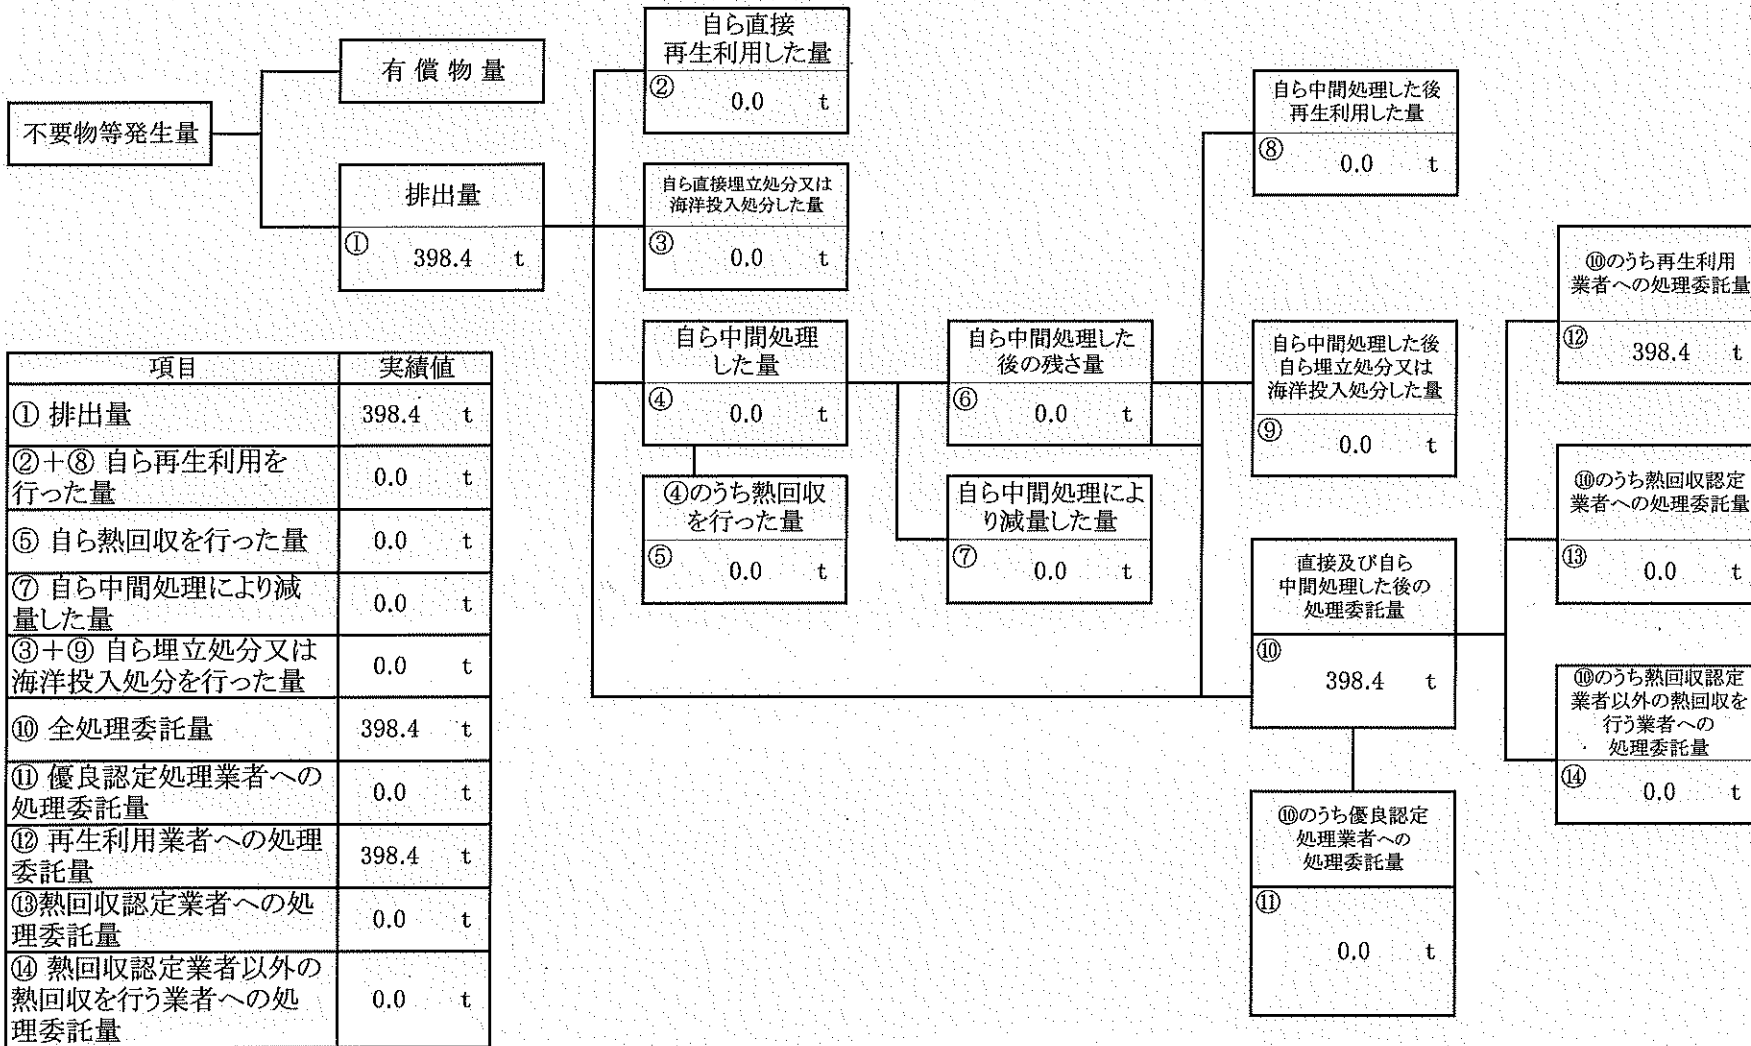 不要物等発生量
有償物量
排出量
① 398.4 t
自ら直接
再生利用した量
② 0.0 t
自ら直接埋立処分又は
海洋投入処分した量
③ 0.0 t
自ら中間処理
した量
④ 0.0 t
④のうち熱回収
を行った量
⑤ 0.0 t
自ら中間処理した
後の残さ量
⑥ 0.0 t
自ら中間処理によ
り減量した量
⑦ 0.0 t
自ら中間処理した後
再生利用した量
⑧ 0.0 t
自ら中間処理した後
自ら埋立処分又は
海洋投入処分した量
⑨ 0.0 t
直接及び自ら
中間処理した後の
処理委託量
⑩ 398.4 t
⑩のうち優良認定
処理業者への
処理委託量
⑪ 0.0 t
⑩のうち再生利用
業者への処理委託量
⑫ 398.4 t
⑩のうち熱回収認定
業者への処理委託量
⑬ 0.0 t
⑩のうち熱回収認定
業者以外の熱回収を
行う業者への
処理委託量
⑭ 0.0 t
項目 実績値
① 排出量 398.4 t
②+⑧ 自ら再生利用を
行った量 0.0 t
⑤ 自ら熱回収を行った量 0.0 t
⑦ 自ら中間処理により減
量した量 0.0 t
③+⑨ 自ら埋立処分又は
海洋投入処分を行った量 0.0 t
⑩ 全処理委託量 398.4 t
⑪ 優良認定処理業者への
処理委託量 0.0 t
⑫ 再生利用業者への処理
委託量 398.4 t
⑬熱回収認定業者への処
理委託量 0.0 t
⑭ 熱回収認定業者以外の
熱回収を行う業者への処
理委託量 0.0 t